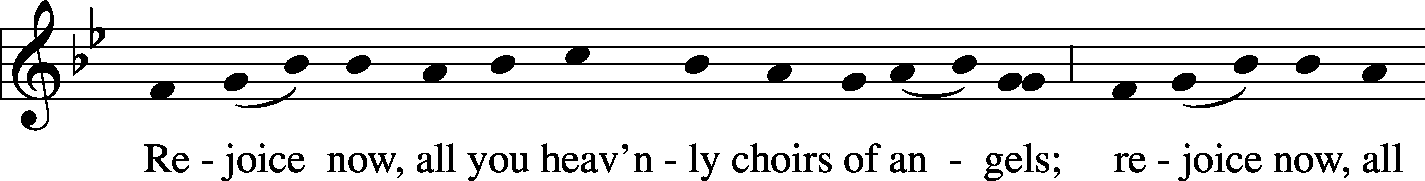 Re - joice now, all you heav’n - ly choirs of an - gels; re - joice now, all